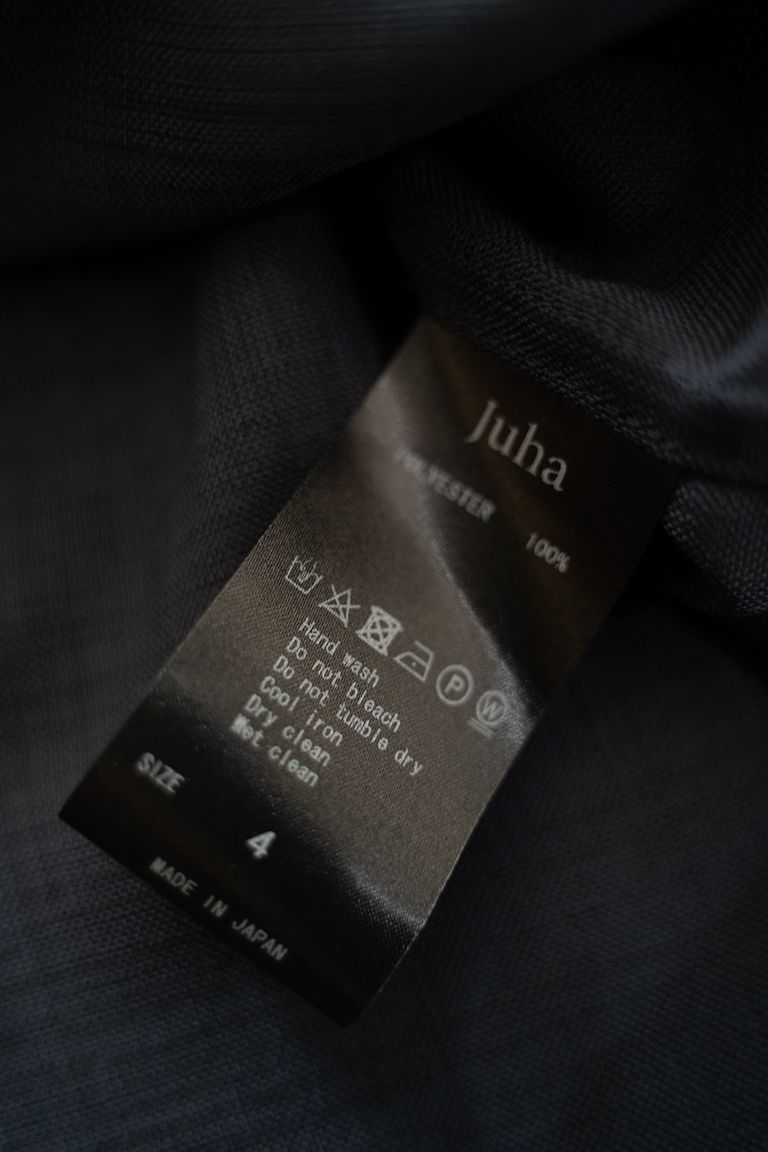 Juha
POLYESTER 100%
P W
Hand wash
Do not bleach
Do not tumble dry
Cool iron
Dry clean
Wet clean
SIZE
4
MADE IN JAPAN